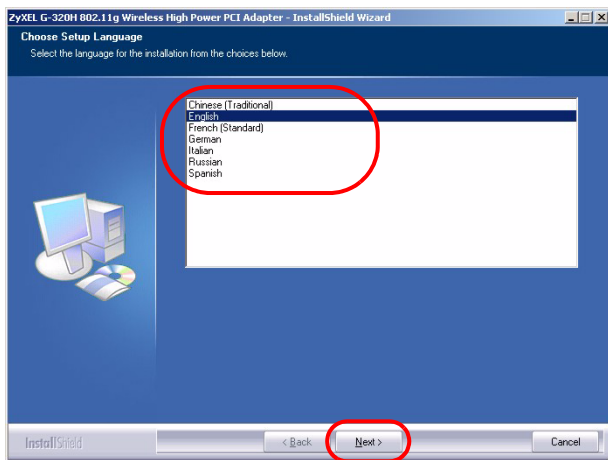 ZyXEL G-320H 802.11g Wireless High Power PCI Adapter - InstallShield Wizard
Choose Setup Language
Select the language for the installation from the choices below.
Chinese (Traditional)
English
French (Standard)
German
Italian
Russian
Spanish
InstallShield
< Back
Next >
Cancel